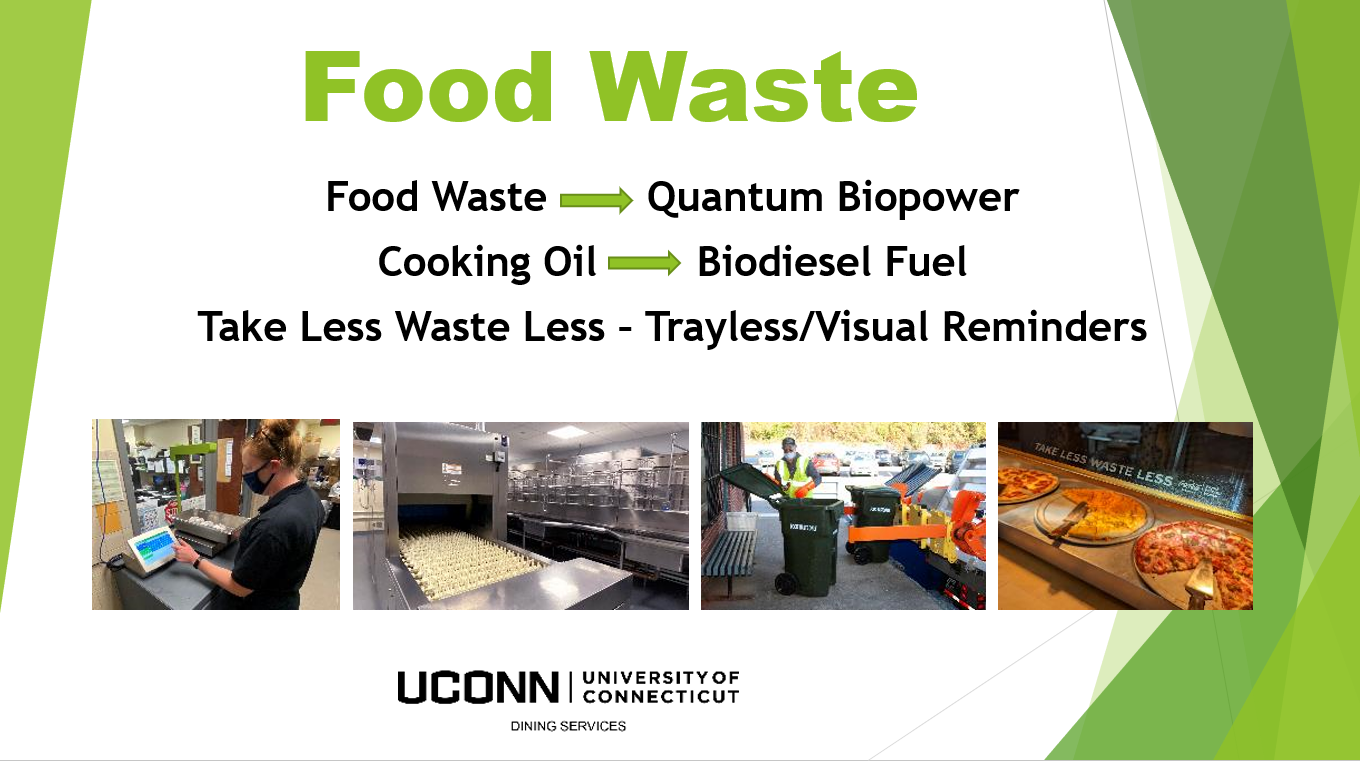 Food Waste
Food Waste Quantum Biopower
Cooking Oil Biodiesel Fuel
Take Less Waste Less – Trayless/Visual Reminders
TAKE LESS WASTE LESS
UCONN | UNIVERSITY OF
CONNECTICUT
DINING SERVICES